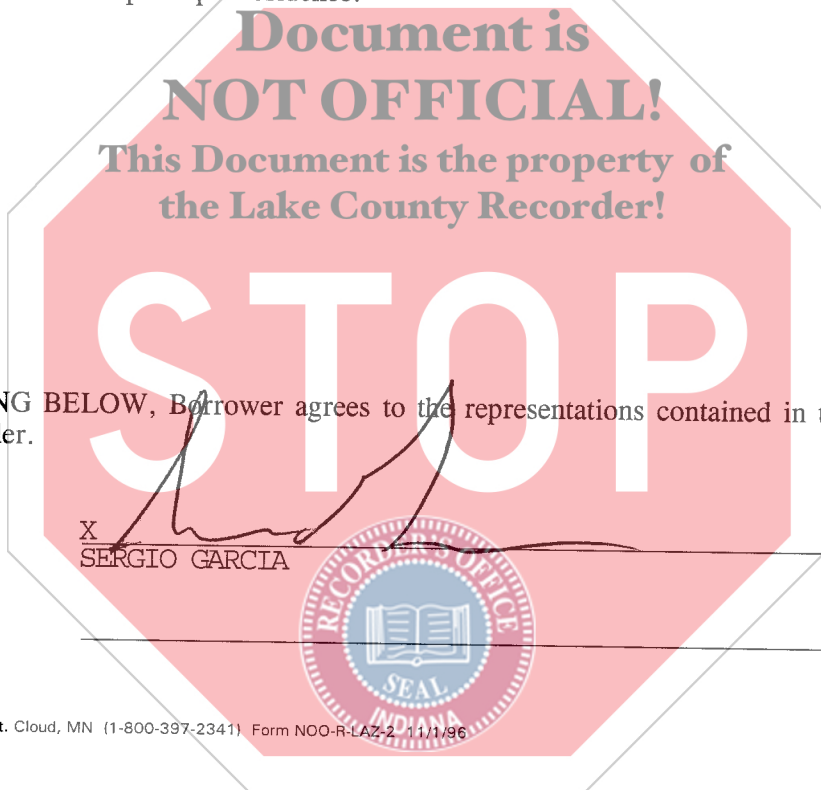 Document is
NOT OFFICIAL!
This Document is the property of
the Lake County Recorder!
STOP
NG BELOW, Borrower agrees to the representations contained in
er.
X
SERGIO GARCIA
RECORDER'S OFFICE
SEAL
INDIANA
t. Cloud, MN (1-800-397-2341) Form NOO-R-LAZ-2 11/1/96